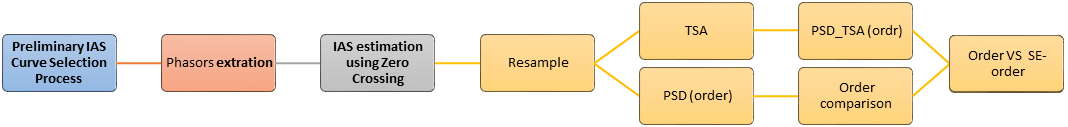 Preliminary IAS
Curve Selection
Process
Phasors extration
IAS estimation
using Zero
Crossing
Resample
TSA
PSD_TSA (ordr)
PSD (order)
Order
comparison
Order VS SE-
order